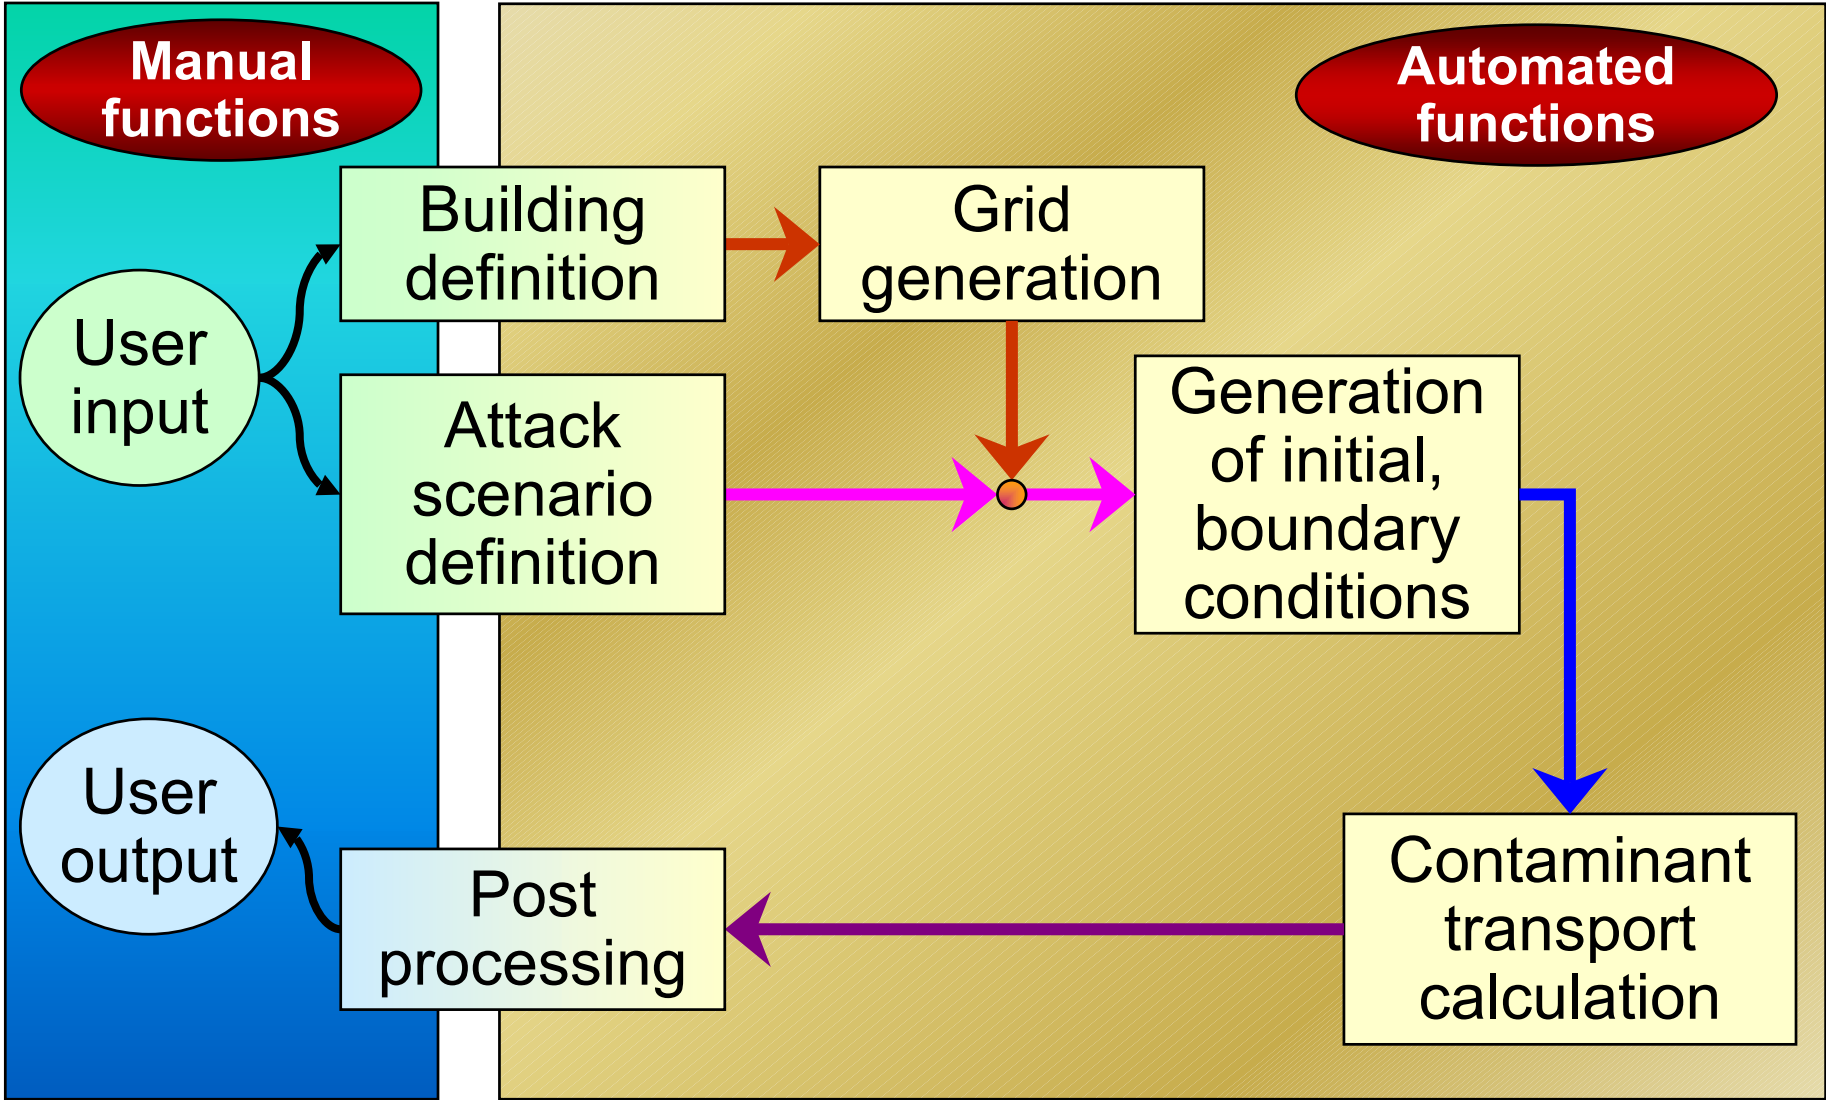 Manual
functions
Automated
functions
Building
definition
Grid
generation
User
input
Attack
scenario
definition
Generation
of initial,
boundary
conditions
User
output
Post
processing
Contaminant
transport
calculation